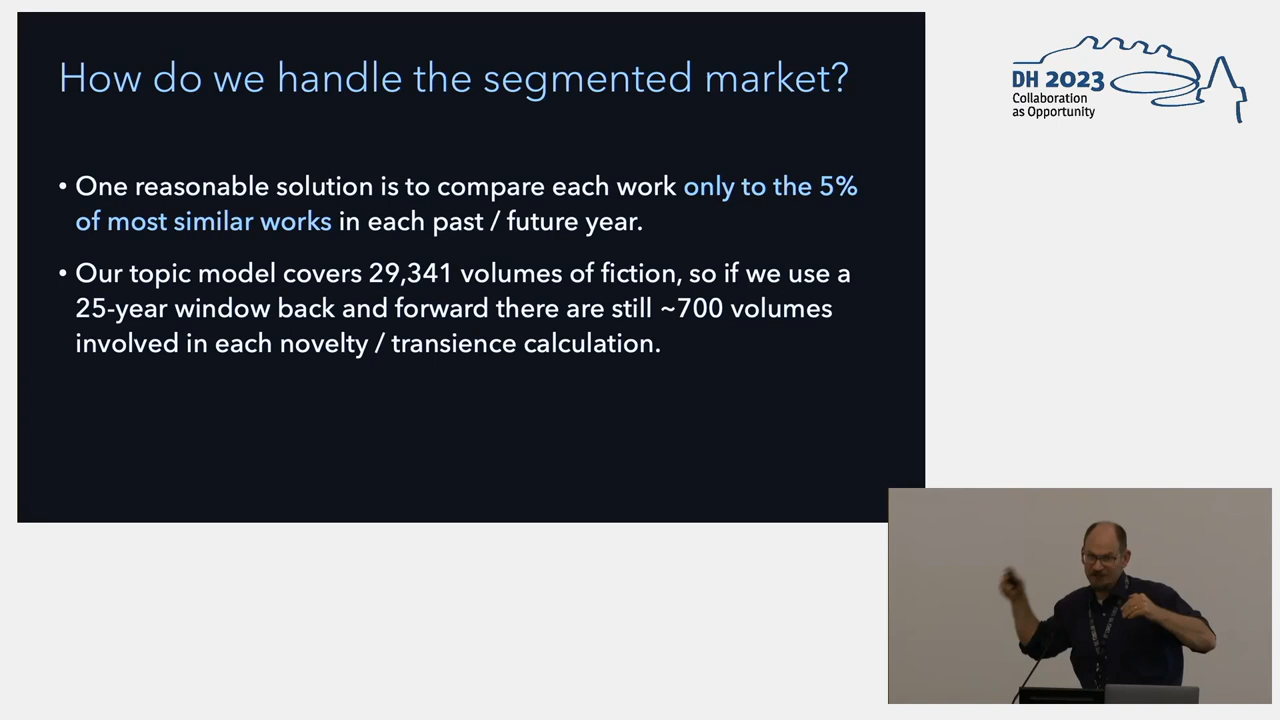 How do we handle the segmented market?
• One reasonable solution is to compare each work only to the 5%
of most similar works in each past / future year.
• Our topic model covers 29,341 volumes of fiction, so if we use a
25-year window back and forward there are still ~700 volumes
involved in each novelty / transience calculation.
DH 2023
Collaboration
as Opportunity